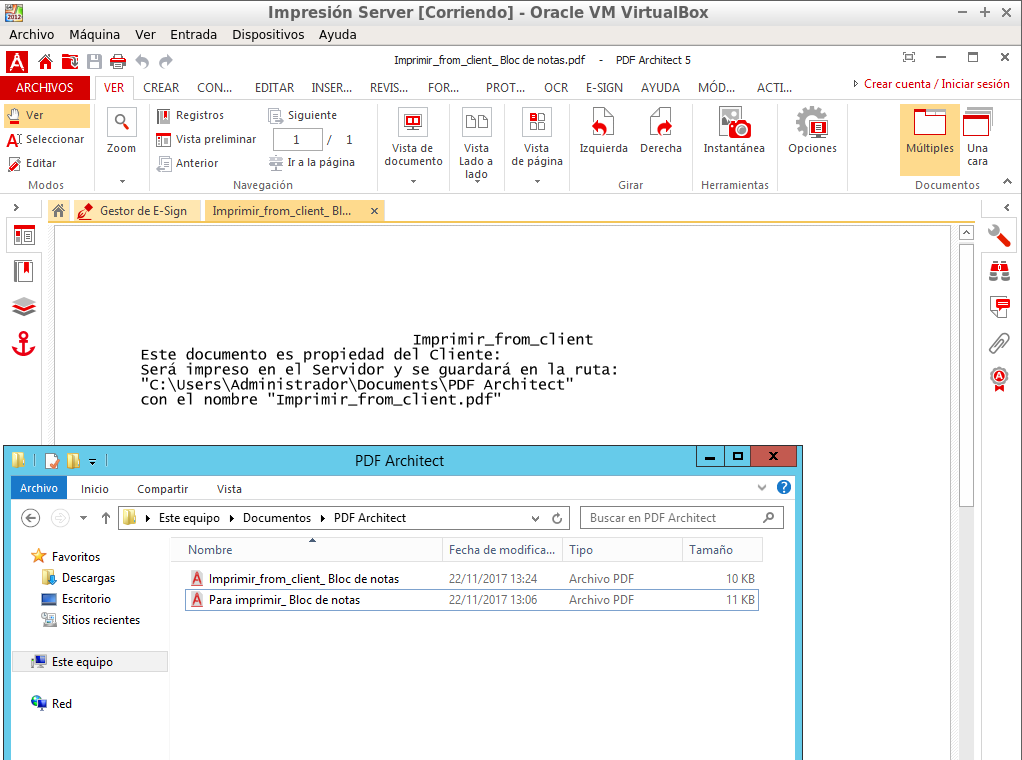 Impresión Server [Corriendo] - Oracle VM VirtualBox
Archivo Máquina Ver Entrada Dispositivos Ayuda
Imprimir_from_client_ Bloc de notas.pdf - PDF Architect 5
ARCHIVOS VER CREAR CON... EDITAR INSER... REVIS... FOR... PROT... OCR E-SIGN AYUDA MÓD... ACTI... Crear cuenta / Iniciar sesión
Ver
Seleccionar
Editar
Modos
Zoom
Registros
Vista preliminar
Anterior
Siguiente
1 / 1
Ir a la página
Navegación
Vista de documento
Vista Lado a lado
Vista de página
Izquierda
Derecha
Girar
Instantánea
Herramientas
Opciones
Múltiples
Una cara
Documentos
Gestor de E-Sign
Imprimir_from_client_ Bl...
Imprimir_from_client
Este documento es propiedad del Cliente:
Será impreso en el Servidor y se guardará en la ruta:
"C:\Users\Administrador\Documents\PDF Architect"
con el nombre "Imprimir_from_client.pdf"
PDF Architect
Archivo Inicio Compartir Vista
Este equipo Documentos PDF Architect
Buscar en PDF Architect
Favoritos
Descargas
Escritorio
Sitios recientes
Este equipo
Red
Nombre Fecha de modifica... Tipo Tamaño
Imprimir_from_client_ Bloc de notas 22/11/2017 13:24 Archivo PDF 10 KB
Para imprimir_ Bloc de notas 22/11/2017 13:06 Archivo PDF 11 KB